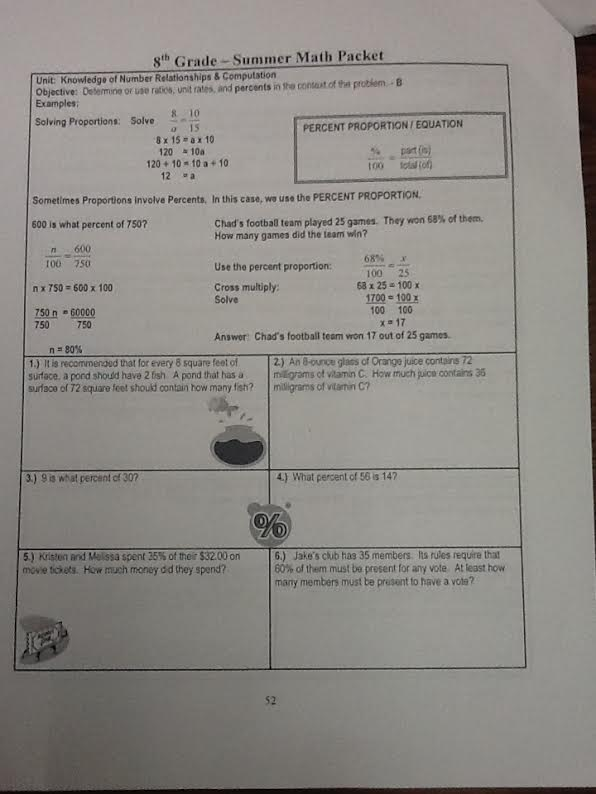 8th Grade – Summer Math Packet
Unit: Knowledge of Number Relationships & Computation
Objective: Determine or use ratios, unit rates, and percents in the context of the problem. - B
Examples:
Solving Proportions: Solve 8/a = 10/15
8 x 15 = a x 10
120 = 10a
120 ÷ 10 = 10 a ÷ 10
12 = a
PERCENT PROPORTION / EQUATION
%/100 = part (is)/total (of)
Sometimes Proportions Involve Percents. In this case, we use the PERCENT PROPORTION.
600 is what percent of 750?
n/100 = 600/750
n x 750 = 600 x 100
750 n = 60000
750 750
n = 80%
Chad's football team played 25 games. They won 68% of them.
How many games did the team win?
Use the percent proportion: 68%/100 = x/25
Cross multiply: 68 x 25 = 100 x
Solve 1700 = 100 x
100 100
x = 17
Answer: Chad's football team won 17 out of 25 games.
1.) It is recommended that for every 8 square feet of
surface, a pond should have 2 fish. A pond that has a
surface of 72 square feet should contain how many fish?
2.) An 8-ounce glass of Orange juice contains 72
milligrams of vitamin C. How much juice contains 36
milligrams of vitamin C?
3.) 9 is what percent of 30?
4.) What percent of 56 is 14?
%
5.) Kristen and Melissa spent 35% of their $32.00 on
movie tickets. How much money did they spend?
6.) Jake's club has 35 members. Its rules require that
60% of them must be present for any vote. At least how
many members must be present to have a vote?
52